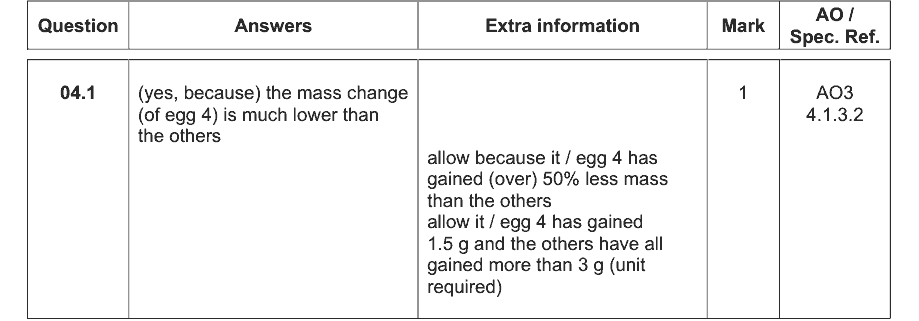 Question Answers Extra information Mark AO /
Spec. Ref.
04.1 (yes, because) the mass change 1 AO3
(of egg 4) is much lower than 4.1.3.2
the others
allow because it / egg 4 has
gained (over) 50% less mass
than the others
allow it / egg 4 has gained
1.5 g and the others have all
gained more than 3 g (unit
required)